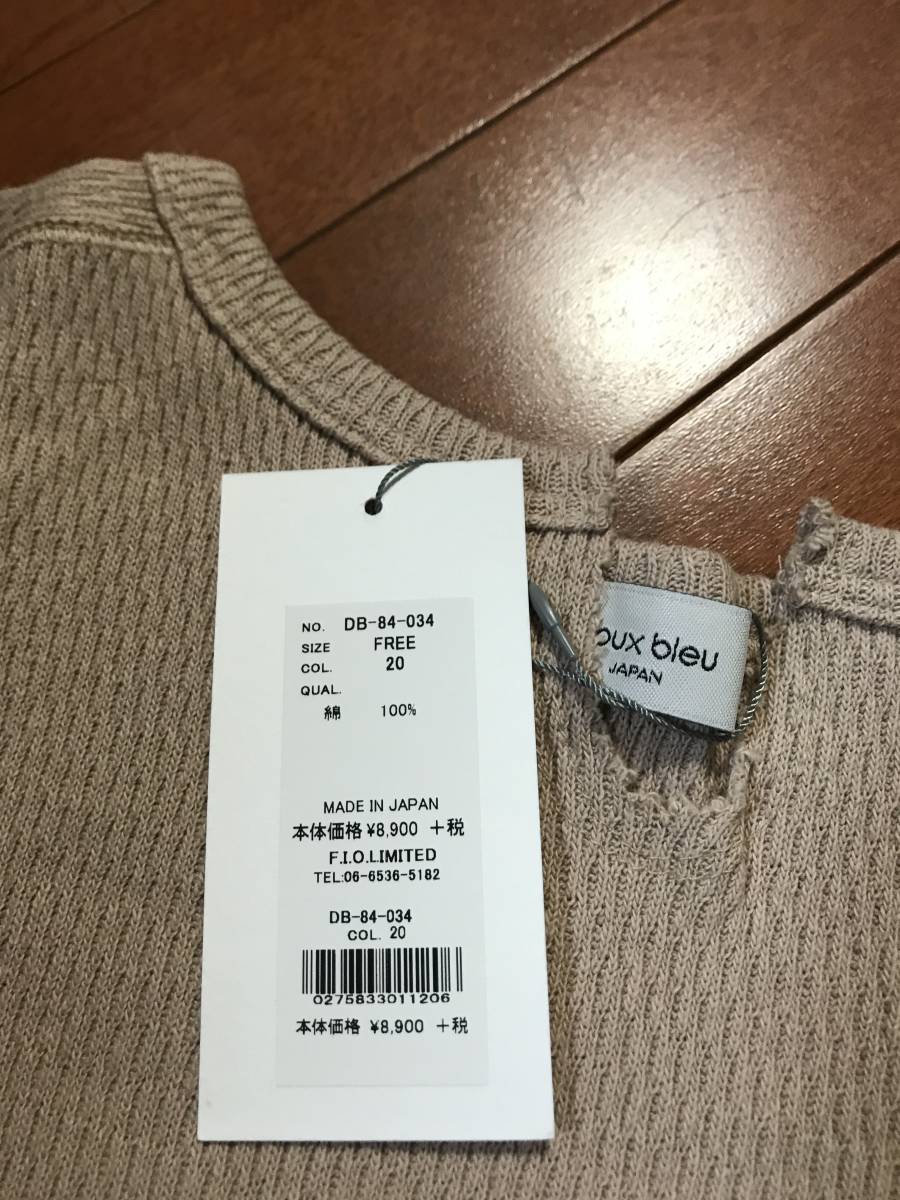 NO. DB-84-034
SIZE FREE
COL. 20
QUAL.
綿 100%
MADE IN JAPAN
本体価格 ¥8,900 +税
F.I.O.LIMITED
TEL:06-6536-5182
DB-84-034
COL. 20
0275833011206
本体価格 ¥8,900 +税
oux bleu
JAPAN